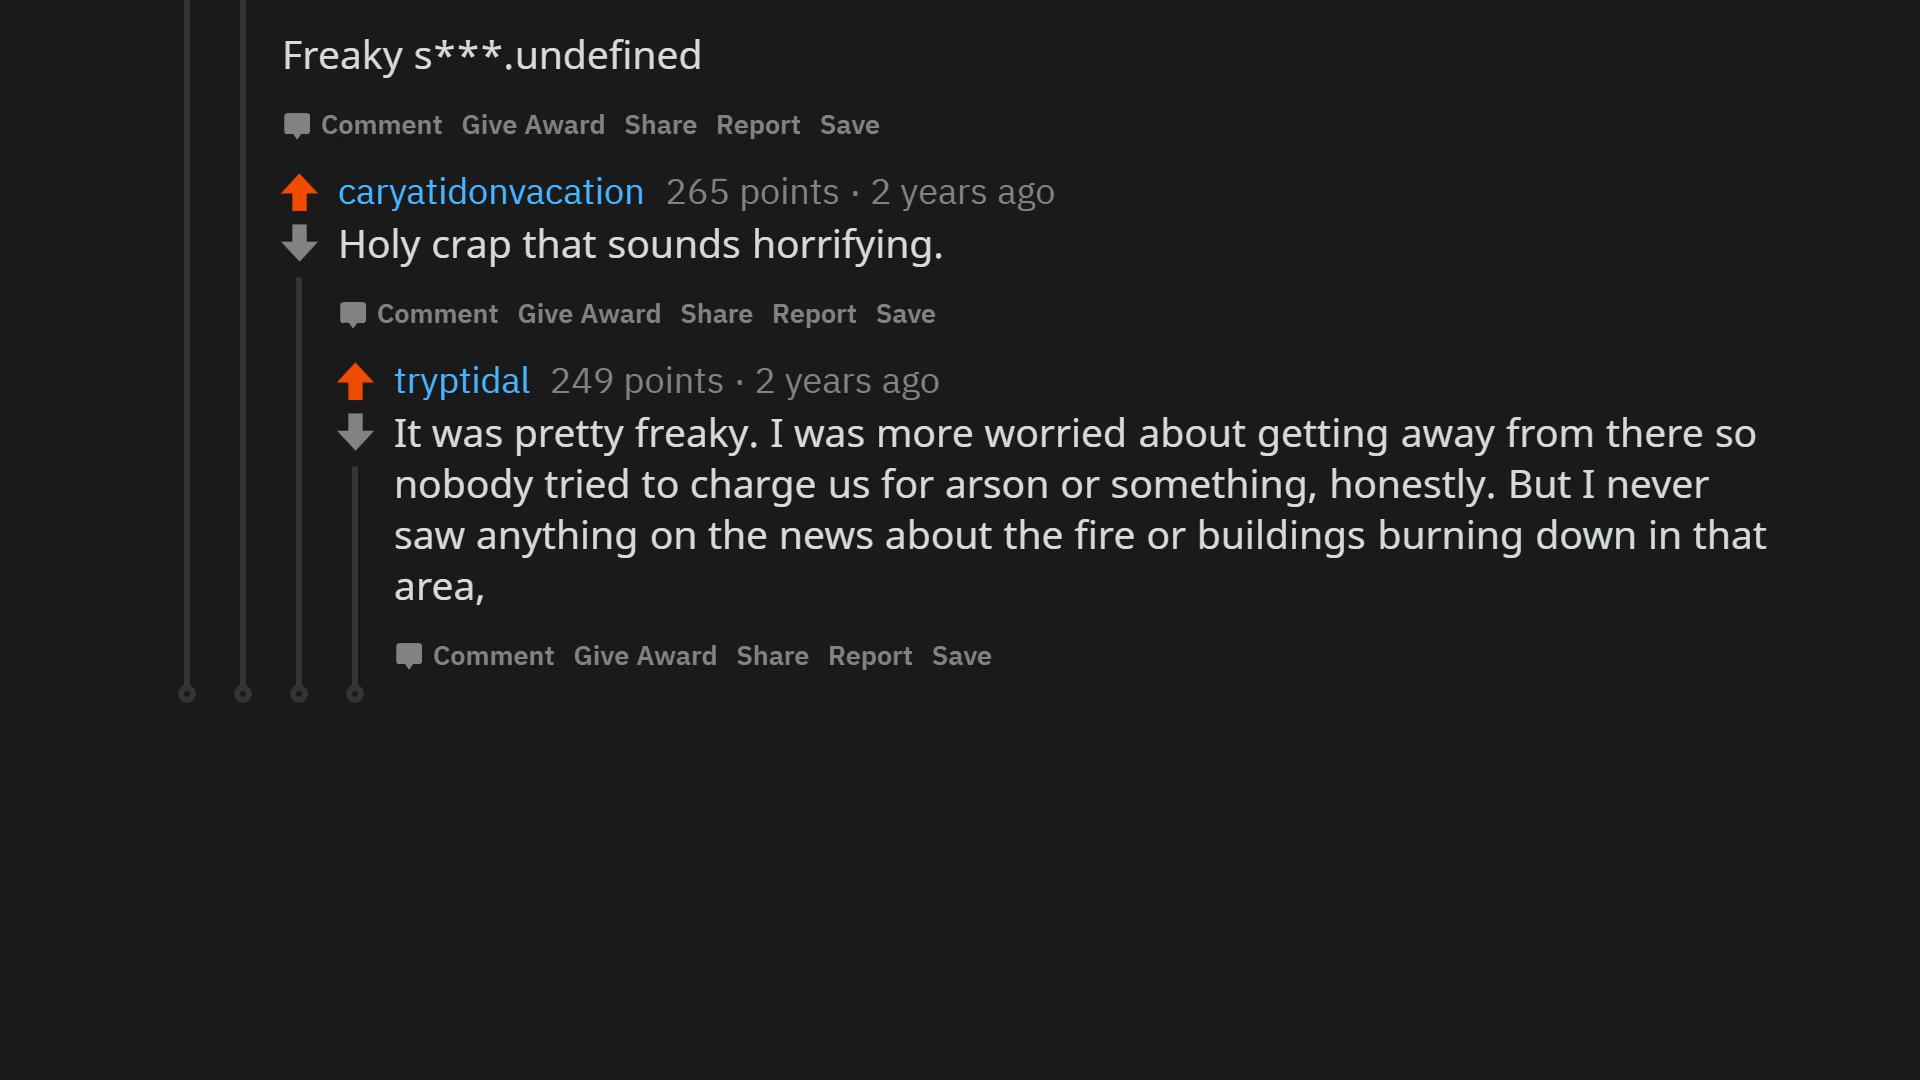 Freaky s***.undefined
Comment Give Award Share Report Save
caryatidonvacation 265 points · 2 years ago
Holy crap that sounds horrifying.
Comment Give Award Share Report Save
tryptidal 249 points · 2 years ago
It was pretty freaky. I was more worried about getting away from there so
nobody tried to charge us for arson or something, honestly. But I never
saw anything on the news about the fire or buildings burning down in that
area,
Comment Give Award Share Report Save